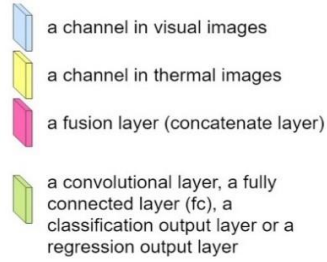 a channel in visual images
a channel in thermal images
a fusion layer (concatenate layer)
a convolutional layer, a fully
connected layer (fc), a
classification output layer or a
regression output layer